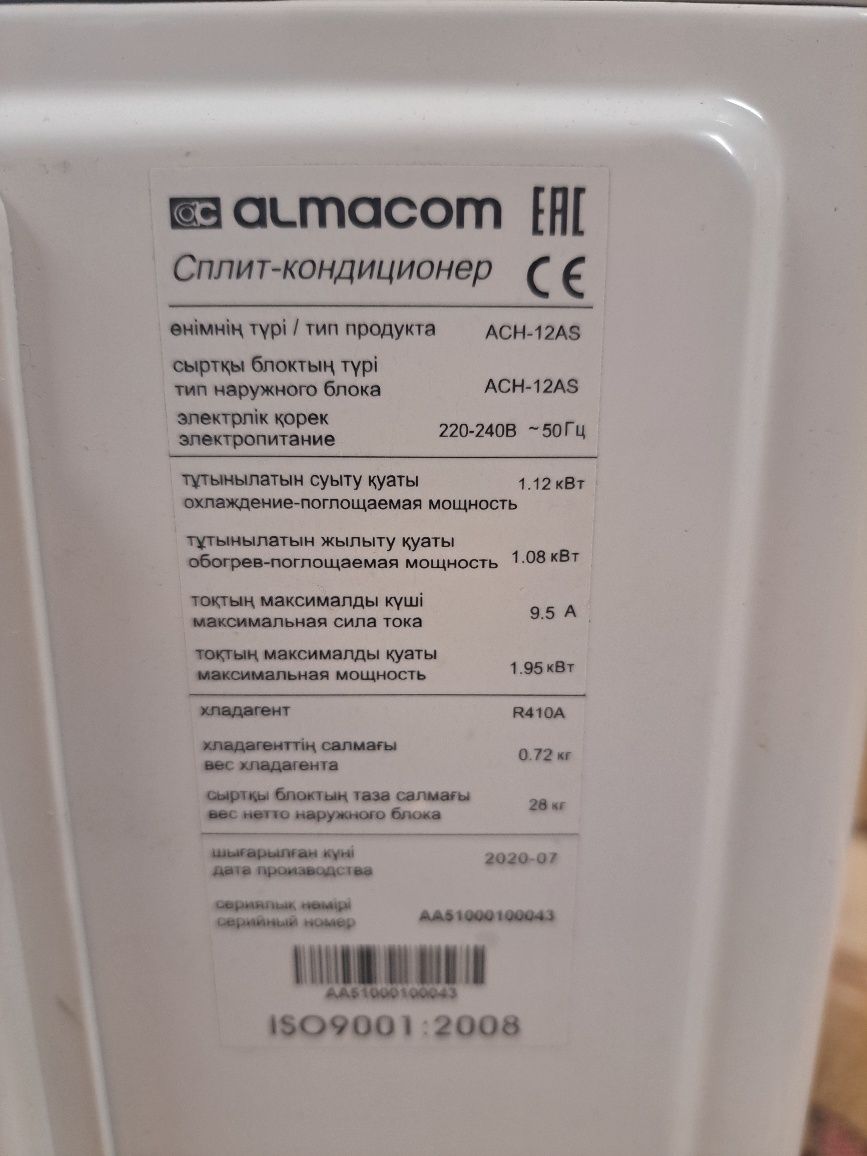 ac almacom EAC
Сплит-кондиционер CE
өнімнің түрі / тип продукта ACH-12AS
сыртқы блоктың түрі
тип наружного блока ACH-12AS
электрлік қорек
электропитание 220-240В ~50Гц
тұтынылатын суыту қуаты 1.12 кВт
охлаждение-поглощаемая мощность
тұтынылатын жылыту қуаты
обогрев-поглощаемая мощность 1.08 кВт
тоқтың максималды күші
максимальная сила тока 9.5 А
тоқтың максималды қуаты
максимальная мощность 1.95 кВт
хладагент R410A
хладагенттің салмағы
вес хладагента 0.72 кг
сыртқы блоктың таза салмағы
вес нетто наружного блока 28 кг
шығарылған күні
дата производства 2020-07
сериялық нөмірі
серийный номер AA51000100043
AA51000100043
ISO9001:2008